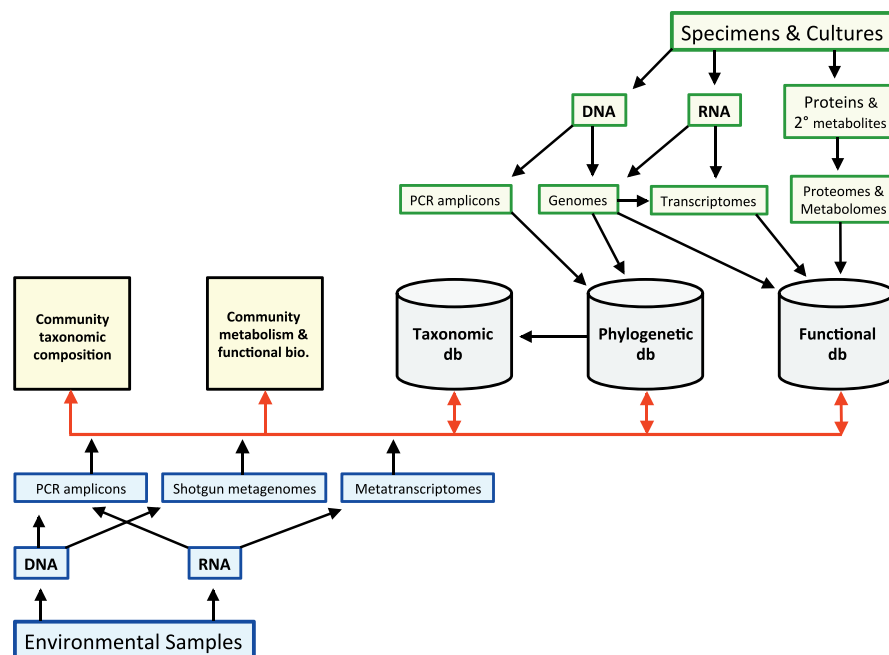 Specimens & Cultures
DNA
RNA
Proteins &
2° metabolites
PCR amplicons
Genomes
Transcriptomes
Proteomes &
Metabolomes
Community
taxonomic
composition
Community
metabolism &
functional bio.
Taxonomic
db
Phylogenetic
db
Functional
db
PCR amplicons
Shotgun metagenomes
Metatranscriptomes
DNA
RNA
Environmental Samples